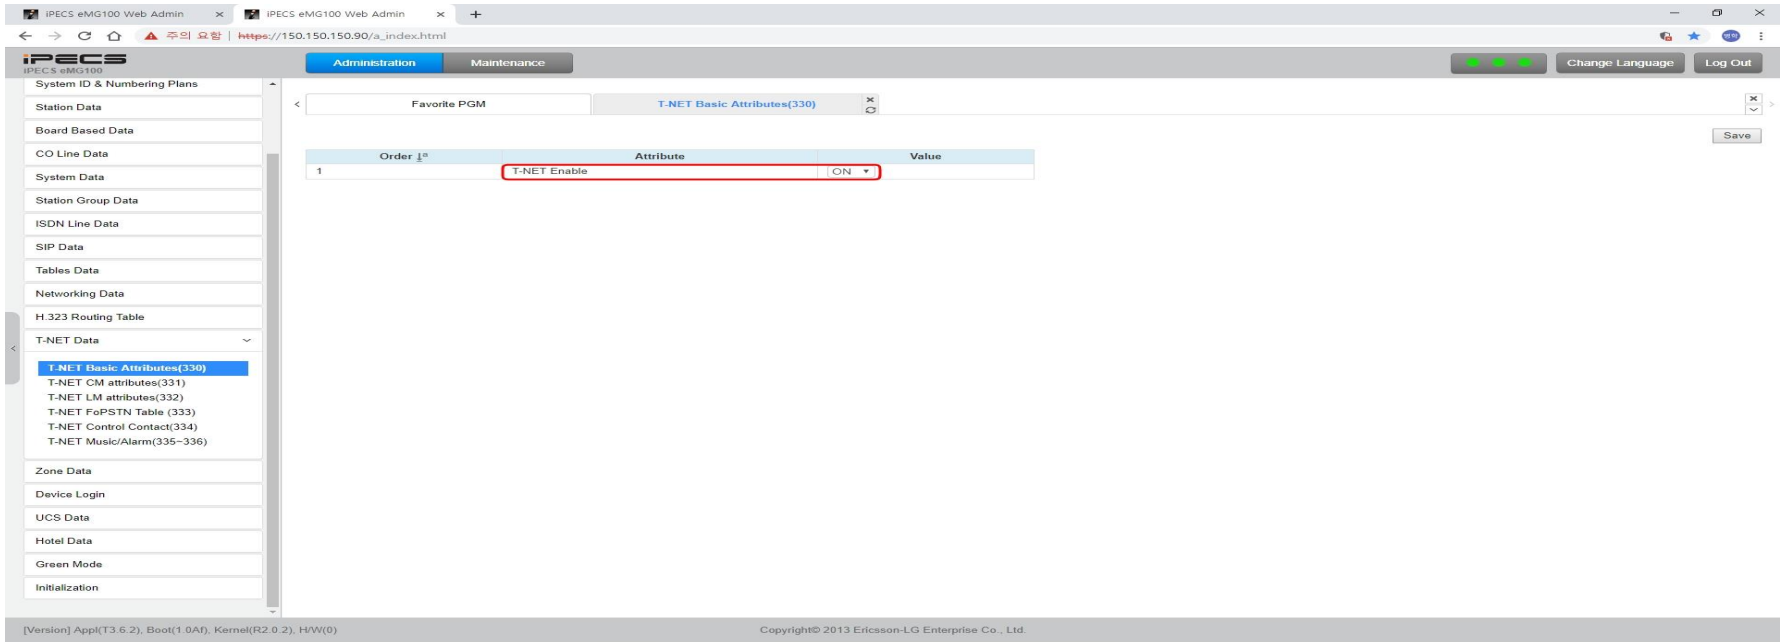 iPECS eMG100 Web Admin
iPECS eMG100 Web Admin
주의 요함 | https://150.150.150.90/a_index.html
iPECS
iPECS eMG100
Administration
Maintenance
Change Language
Log Out
System ID & Numbering Plans
Station Data
Board Based Data
CO Line Data
System Data
Station Group Data
ISDN Line Data
SIP Data
Tables Data
Networking Data
H.323 Routing Table
T-NET Data
T-NET Basic Attributes(330)
T-NET CM attributes(331)
T-NET LM attributes(332)
T-NET FoPSTN Table (333)
T-NET Control Contact(334)
T-NET Music/Alarm(335~336)
Zone Data
Device Login
UCS Data
Hotel Data
Green Mode
Initialization
Favorite PGM
T-NET Basic Attributes(330)
Save
Order Attribute Value
1 T-NET Enable ON
[Version] Appl(T3.6.2), Boot(1.0Af), Kernel(R2.0.2), H/W(0)
Copyright© 2013 Ericsson-LG Enterprise Co., Ltd.